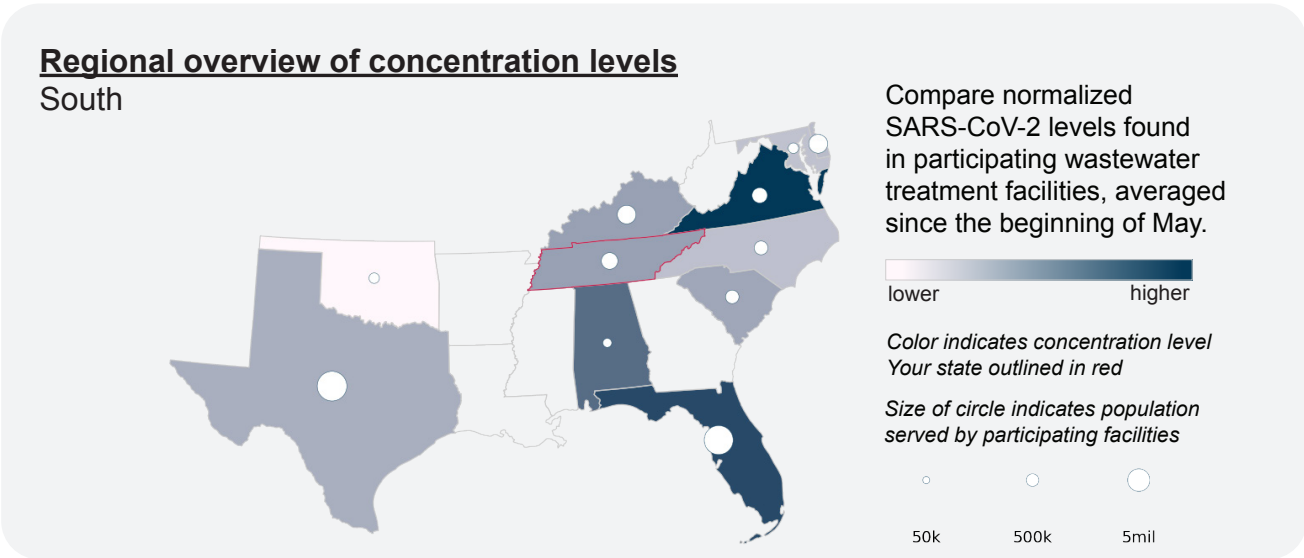 Regional overview of concentration levels
South
Compare normalized
SARS-CoV-2 levels found
in participating wastewater
treatment facilities, averaged
since the beginning of May.
lower higher
Color indicates concentration level
Your state outlined in red
Size of circle indicates population
served by participating facilities
50k 500k 5mil